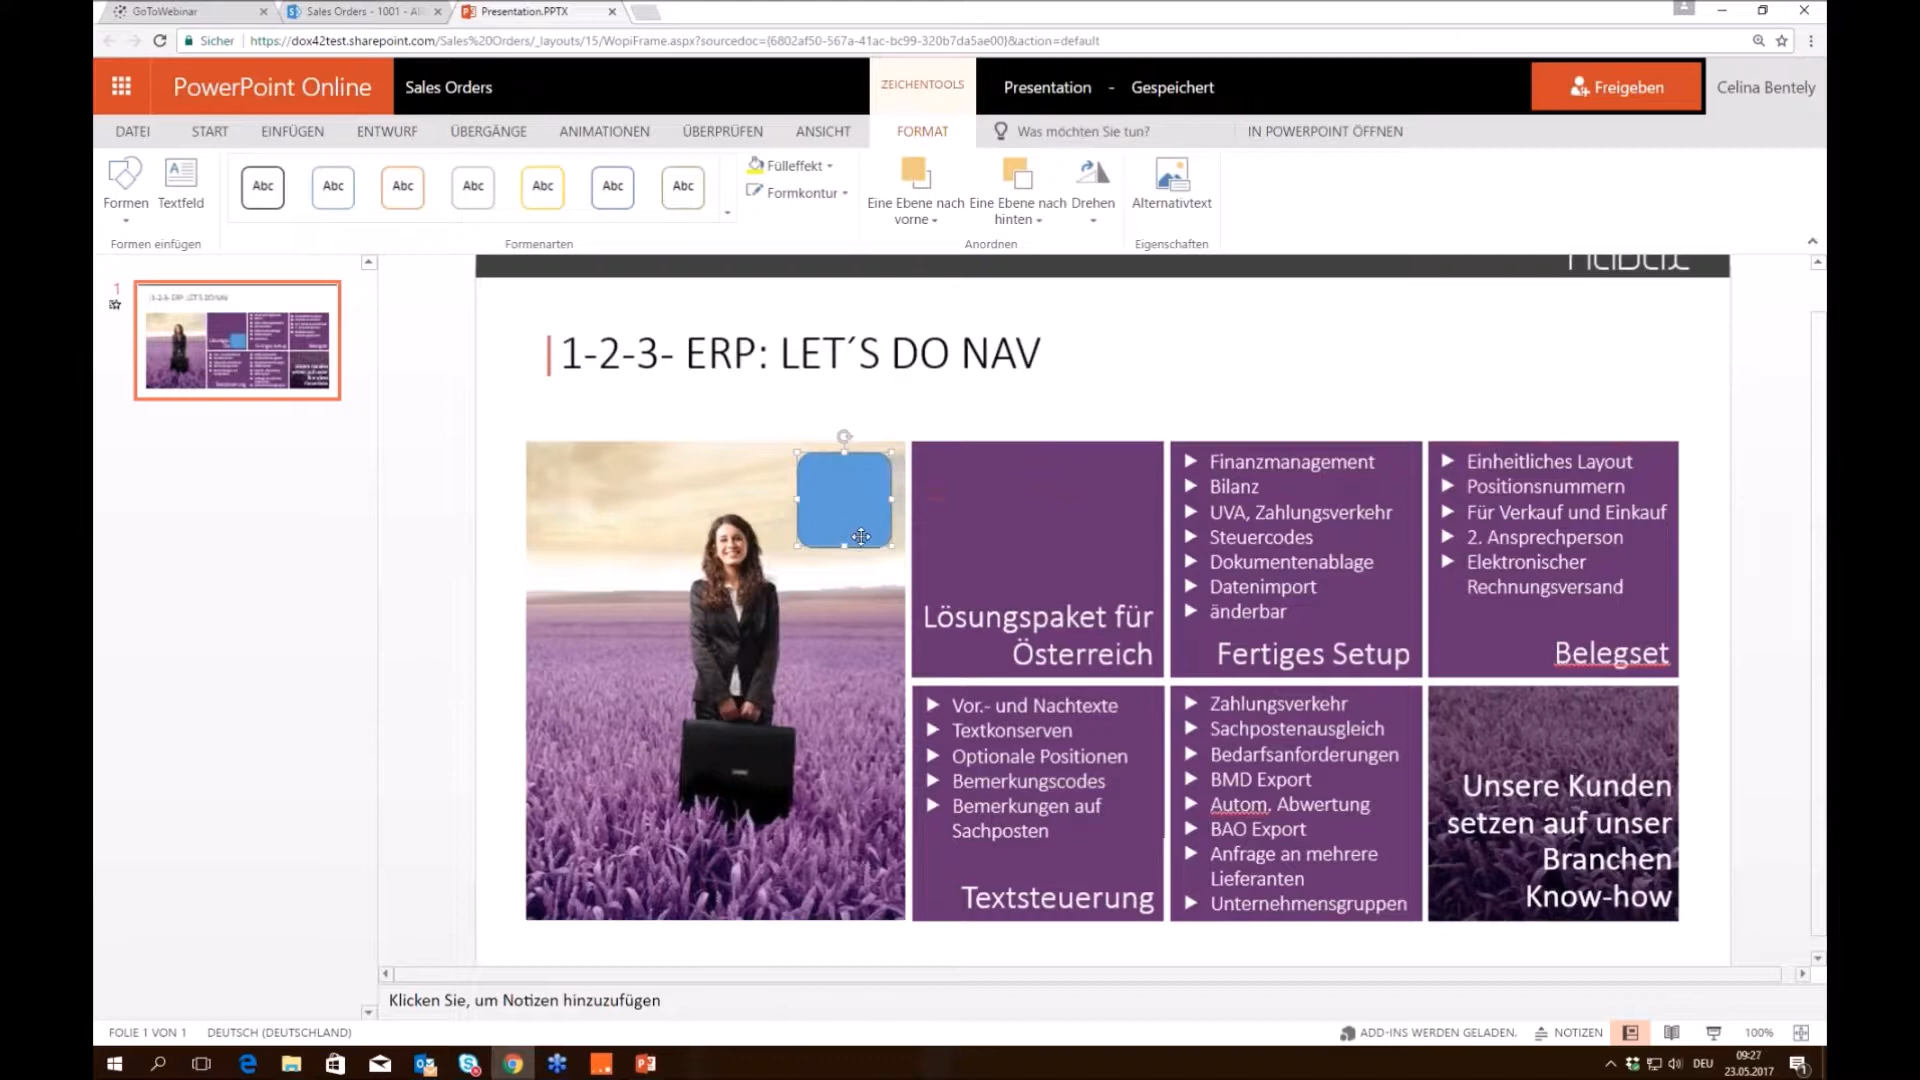 GoToWebinar
Sales Orders - 1001 - All
Presentation.PPTX
Sicher
https://dox42test.sharepoint.com/Sales%20Orders/_layouts/15/WopiFrame.aspx?sourcedoc={6802af50-567a-41ac-bc99-320b7da5ae00}&action=default
PowerPoint Online
Sales Orders
ZEICHENTOOLS
Presentation - Gespeichert
Freigeben
Celina Bentely
DATEI START EINFÜGEN ENTWURF ÜBERGÄNGE ANIMATIONEN ÜBERPRÜFEN ANSICHT FORMAT Was möchten Sie tun? IN POWERPOINT ÖFFNEN
Formen
Textfeld
Abc Abc Abc Abc Abc Abc Abc
Fülleffekt
Formkontur
Eine Ebene nach
vorne
Eine Ebene nach
hinten
Drehen
Alternativtext
Formen einfügen
Formenarten
Anordnen
Eigenschaften
1
1-2-3- ERP: LET´S DO NAV
1-2-3- ERP: LET´S DO NAV
Lösungspaket für
Österreich
Finanzmanagement
Bilanz
UVA, Zahlungsverkehr
Steuercodes
Dokumentenablage
Datenimport
änderbar
Fertiges Setup
Einheitliches Layout
Positionsnummern
Für Verkauf und Einkauf
2. Ansprechperson
Elektronischer
Rechnungsversand
Belegset
Vor.- und Nachtexte
Textkonserven
Optionale Positionen
Bemerkungscodes
Bemerkungen auf
Sachposten
Textsteuerung
Zahlungsverkehr
Sachpostenausgleich
Bedarfsanforderungen
BMD Export
Autom. Abwertung
BAO Export
Anfrage an mehrere
Lieferanten
Unternehmensgruppen
Unsere Kunden
setzen auf unser
Branchen
Know-how
Klicken Sie, um Notizen hinzuzufügen
FOLIE 1 VON 1 DEUTSCH (DEUTSCHLAND)
ADD-INS WERDEN GELADEN. NOTIZEN 100%
DEU
09:27
23.05.2017